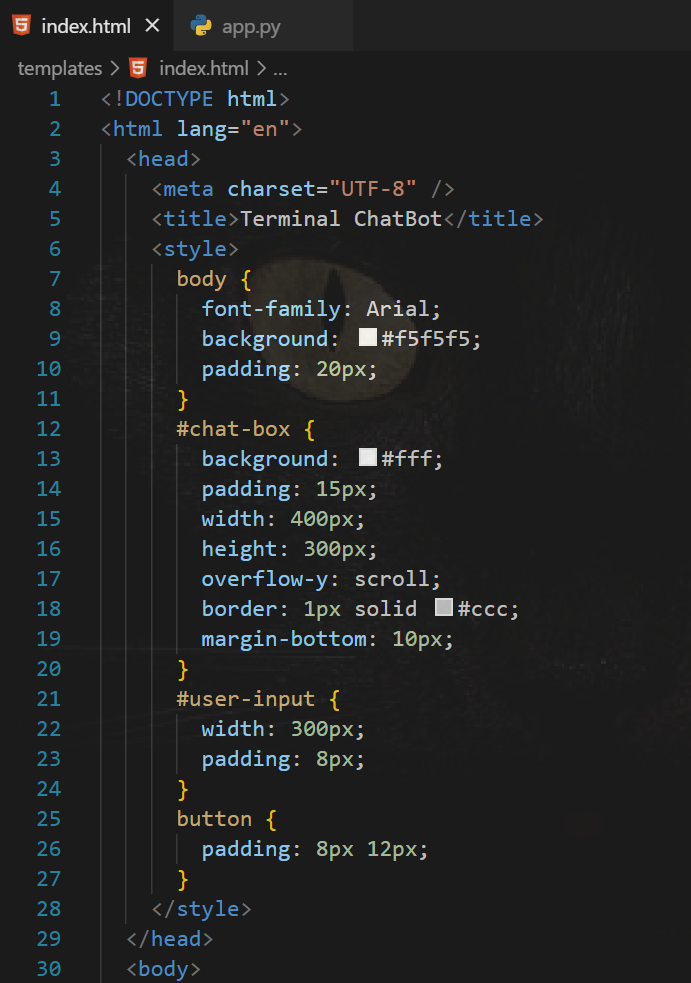 index.html
app.py
templates > index.html > ...
1 <!DOCTYPE html>
2 <html lang="en">
3 <head>
4 <meta charset="UTF-8" />
5 <title>Terminal ChatBot</title>
6 <style>
7 body {
8 font-family: Arial;
9 background: #f5f5f5;
10 padding: 20px;
11 }
12 #chat-box {
13 background: #fff;
14 padding: 15px;
15 width: 400px;
16 height: 300px;
17 overflow-y: scroll;
18 border: 1px solid #ccc;
19 margin-bottom: 10px;
20 }
21 #user-input {
22 width: 300px;
23 padding: 8px;
24 }
25 button {
26 padding: 8px 12px;
27 }
28 </style>
29 </head>
30 <body>